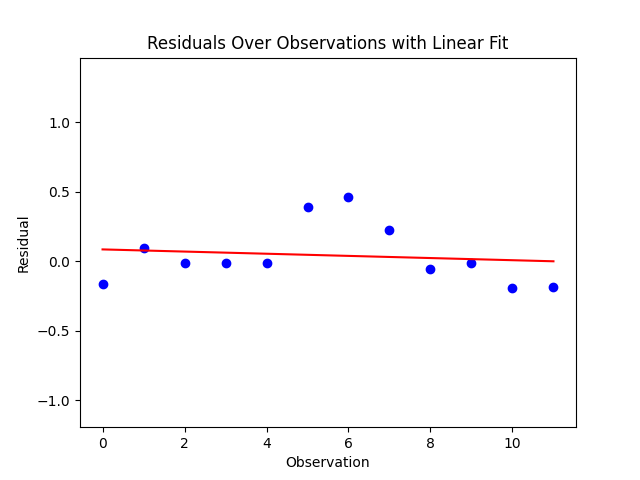 Residuals Over Observations with Linear Fit
1.0
0.5
0.0
−0.5
−1.0
Residual
0 2 4 6 8 10
Observation